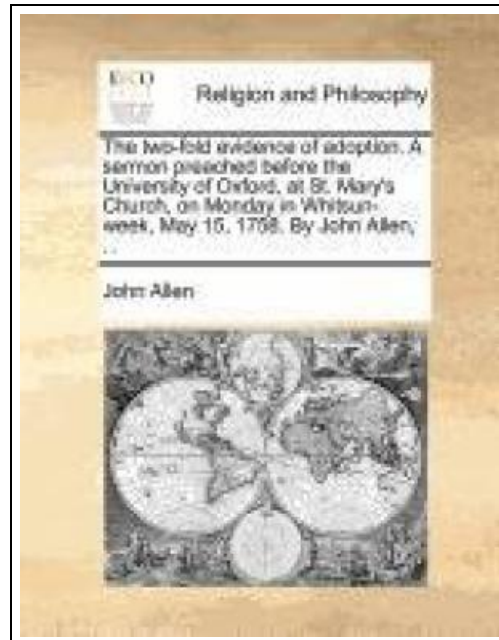 ECCO
Religion and Philosophy
The two-fold evidence of adoption. A
sermon preached before the
University of Oxford, at St. Mary's
Church, on Monday in Whitsun-
week, May 15, 1758. By John Allen,
...
John Allen